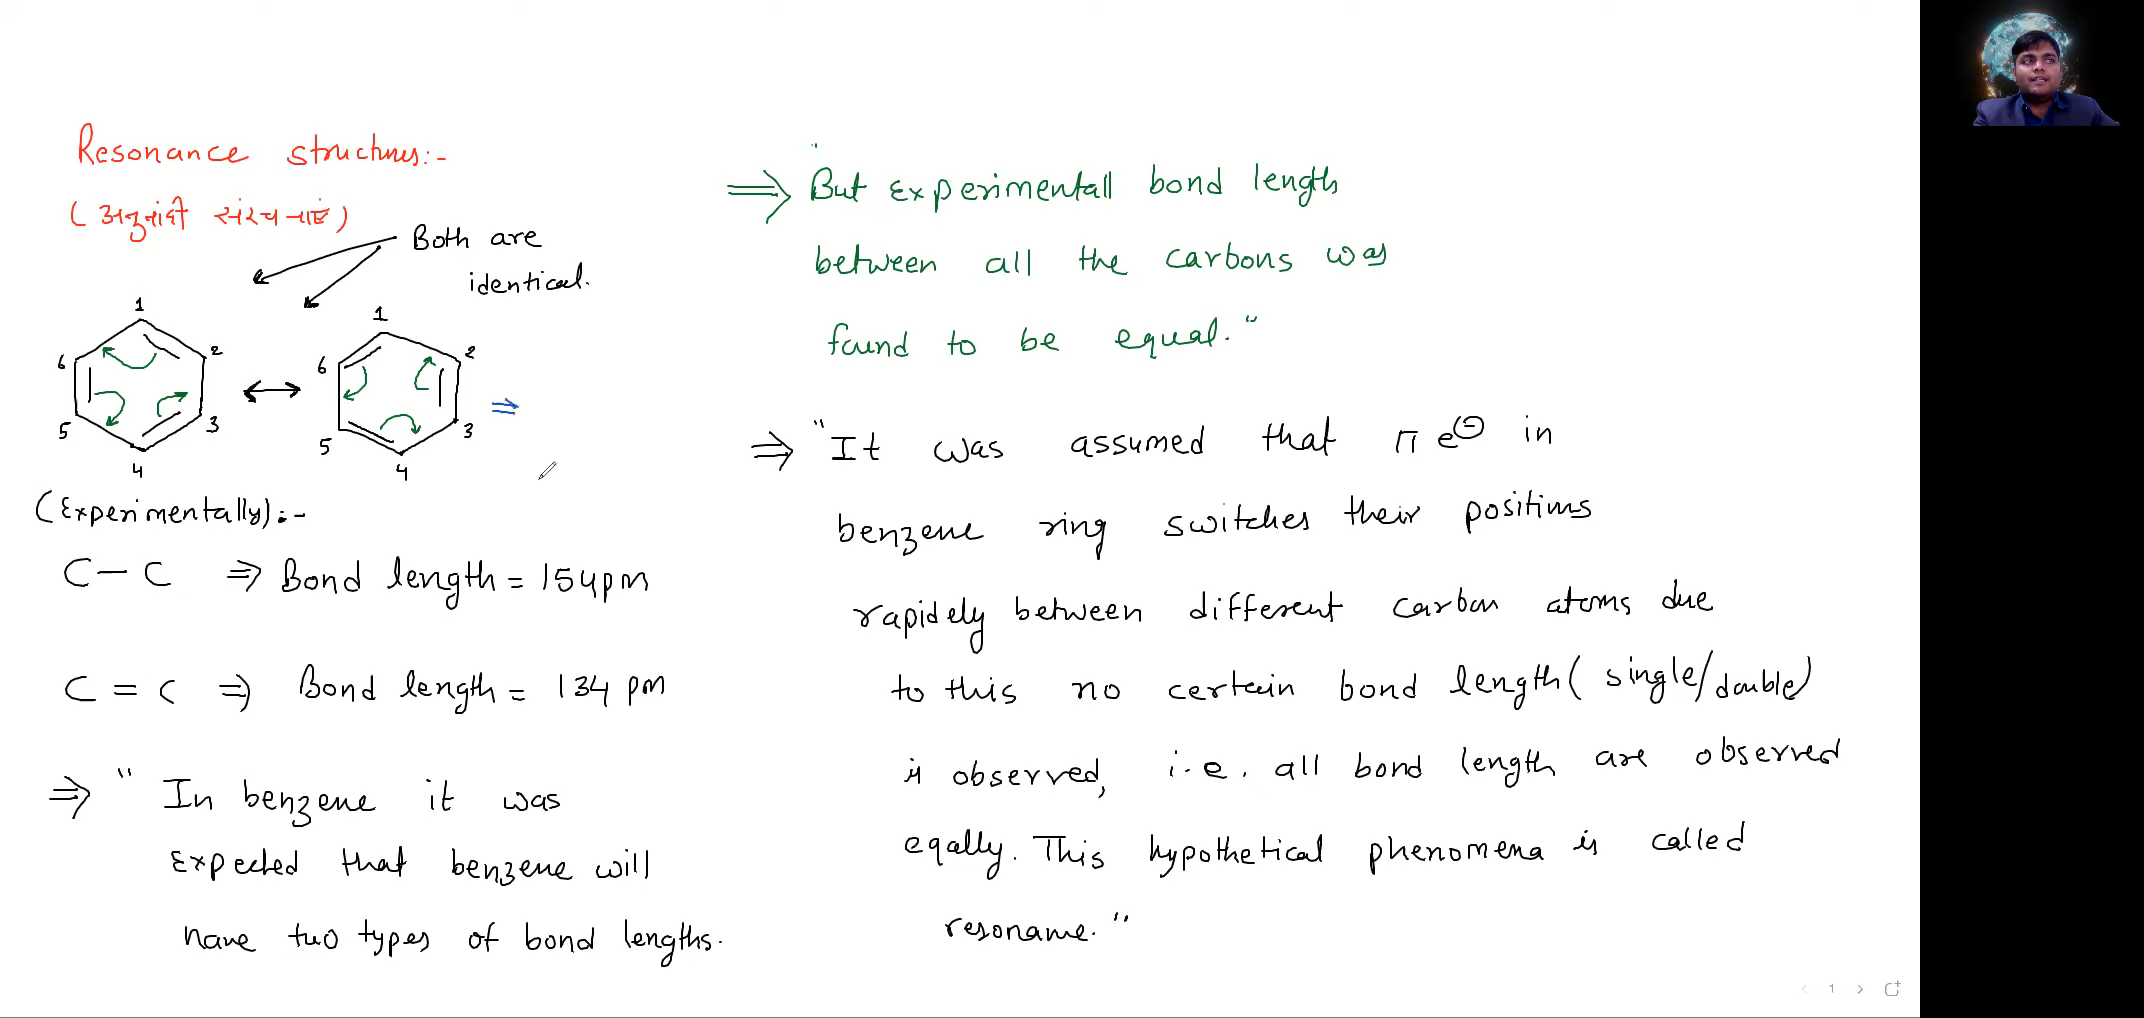 Resonance structures:-
(अनुनादी संरचनाएं)
Both are
identical.
1
2
3
4
5
6
1
2
3
4
5
6
(Experimentally):-
C – C ⇒ Bond length = 154pm
C = C ⇒ Bond length = 134 pm
⇒ " In benzene it was
expected that benzene will
have two types of bond lengths.
"
⇒ But experimentall bond length
between all the carbons was
found to be equal."
⇒ "It was assumed that π e⊖ in
benzene ring switches their positions
rapidely between different carbon atoms due
to this no certain bond length (single/double)
is observed, i.e. all bond length are observed
eqally. This hypothetical phenomena is called
resonance."
1